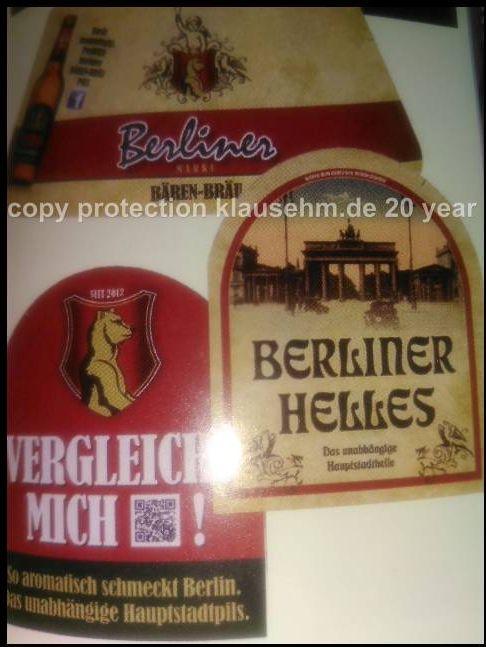 Berliner
MARKE
BÄREN-BRÄU
copy protection klausehm.de 20 year
BERLINER
HELLES
Das unabhängige
Hauptstadthelle
SEIT 2012
VERGLEICH
MICH !
So aromatisch schmeckt Berlin.
Das unabhängige Hauptstadtpils.